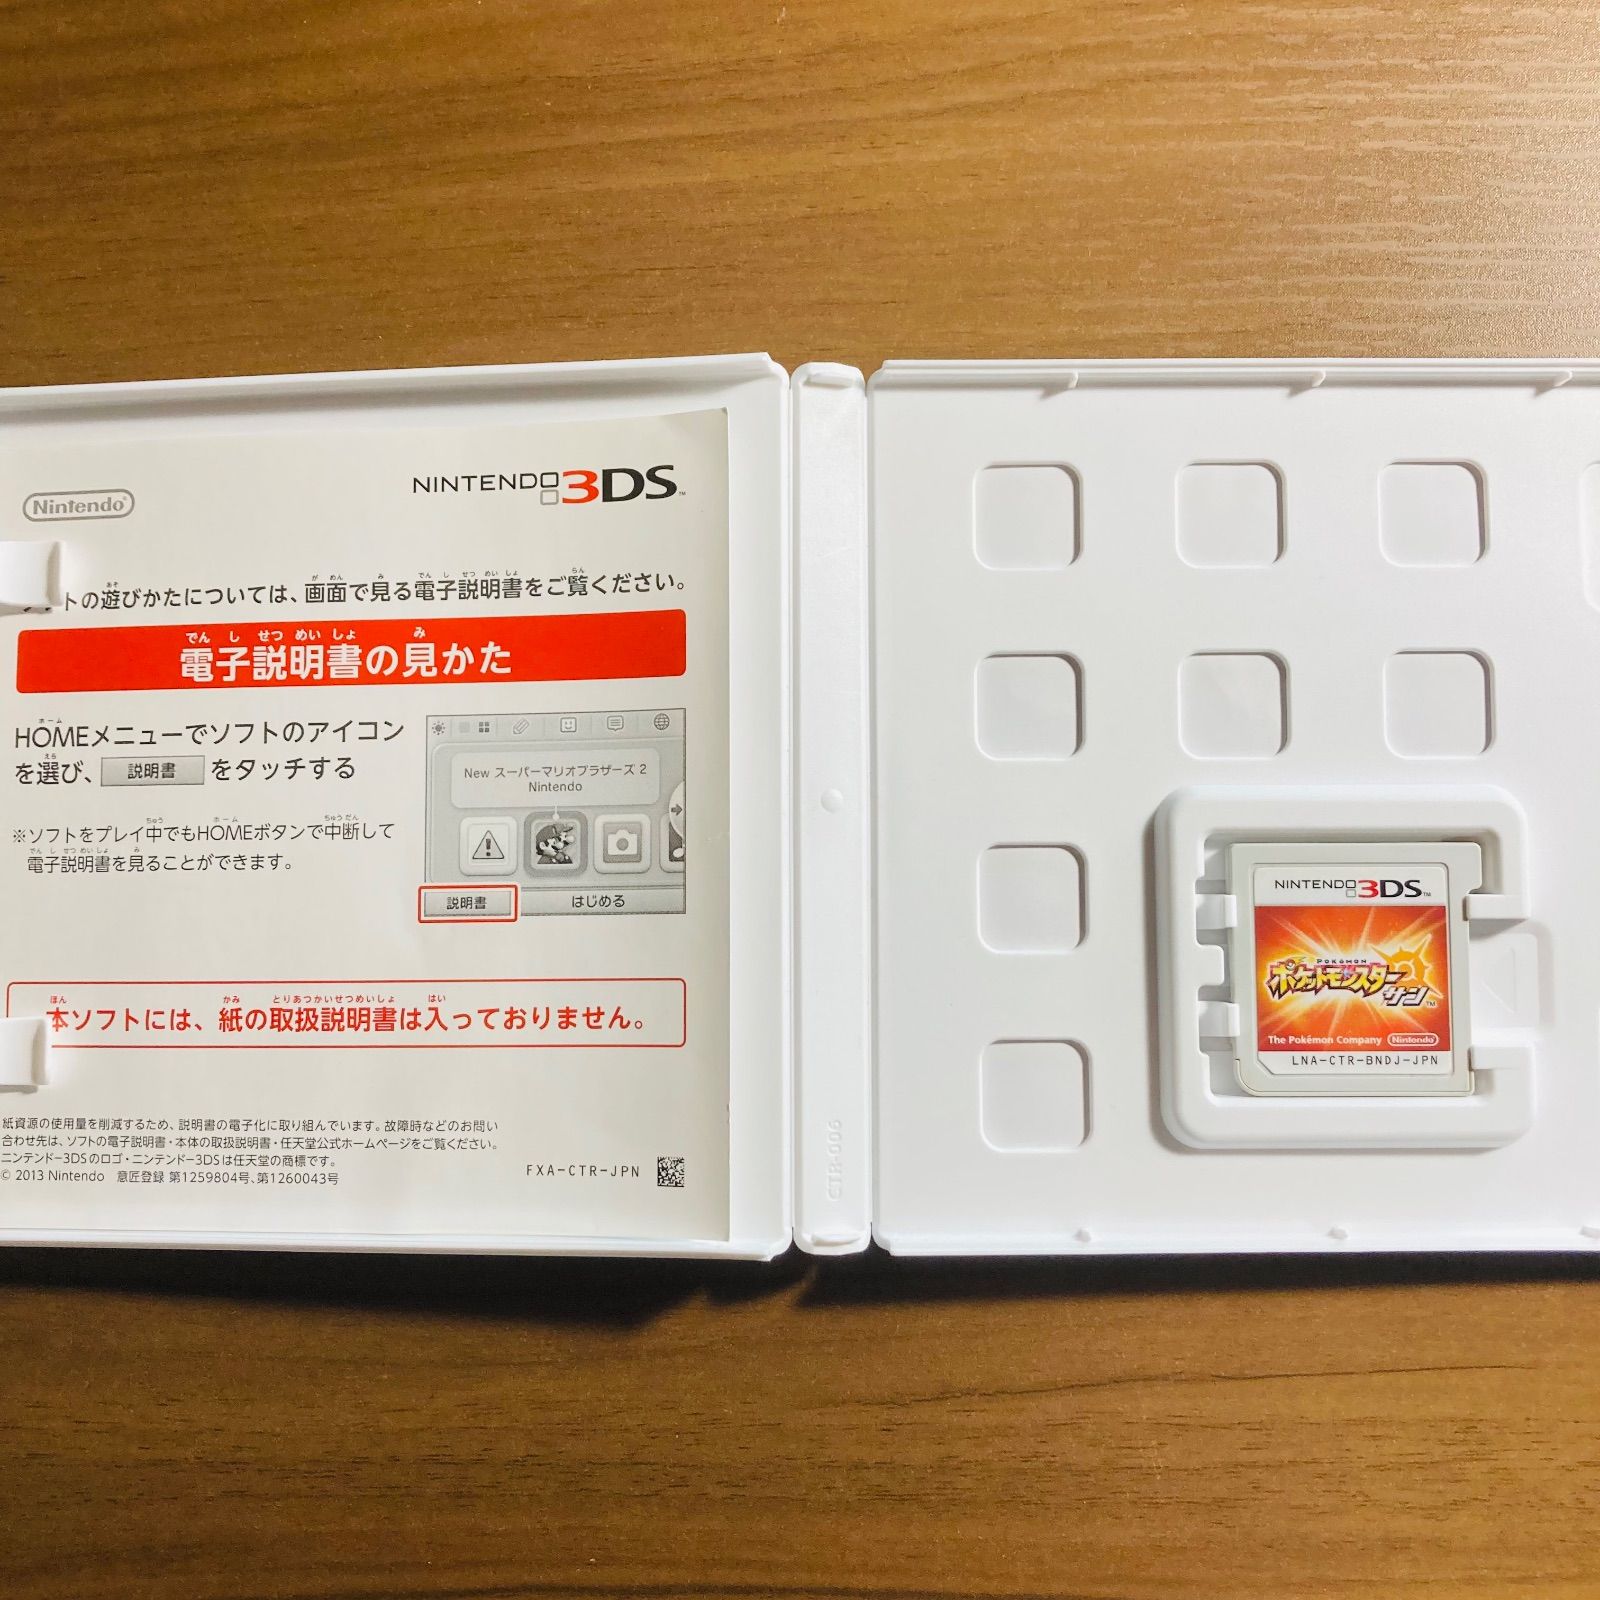 Nintendo
NINTENDO 3DS™
トの遊びかたについては、画面で見る電子説明書をご覧ください。
電子説明書の見かた
HOMEメニューでソフトのアイコン
を選び、 説明書 をタッチする
※ソフトをプレイ中でもHOMEボタンで中断して
電子説明書を見ることができます。
New スーパーマリオブラザーズ 2
Nintendo
説明書 はじめる
本ソフトには、紙の取扱説明書は入っておりません。
紙資源の使用量を削減するため、説明書の電子化に取り組んでいます。故障時などのお問い
合わせ先は、ソフトの電子説明書・本体の取扱説明書・任天堂公式ホームページをご覧ください。
ニンテンドー3DSのロゴ・ニンテンドー3DSは任天堂の商標です。
© 2013 Nintendo 意匠登録 第1259804号、第1260043号
FXA-CTR-JPN
CTR-006
NINTENDO 3DS™
POKéMON
ポケットモンスター
サン™
The Pokémon Company Nintendo
LNA-CTR-BNDJ-JPN